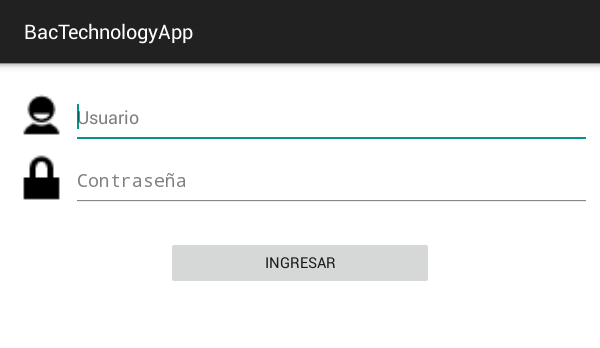 BacTechnologyApp
Usuario
Contraseña
INGRESAR